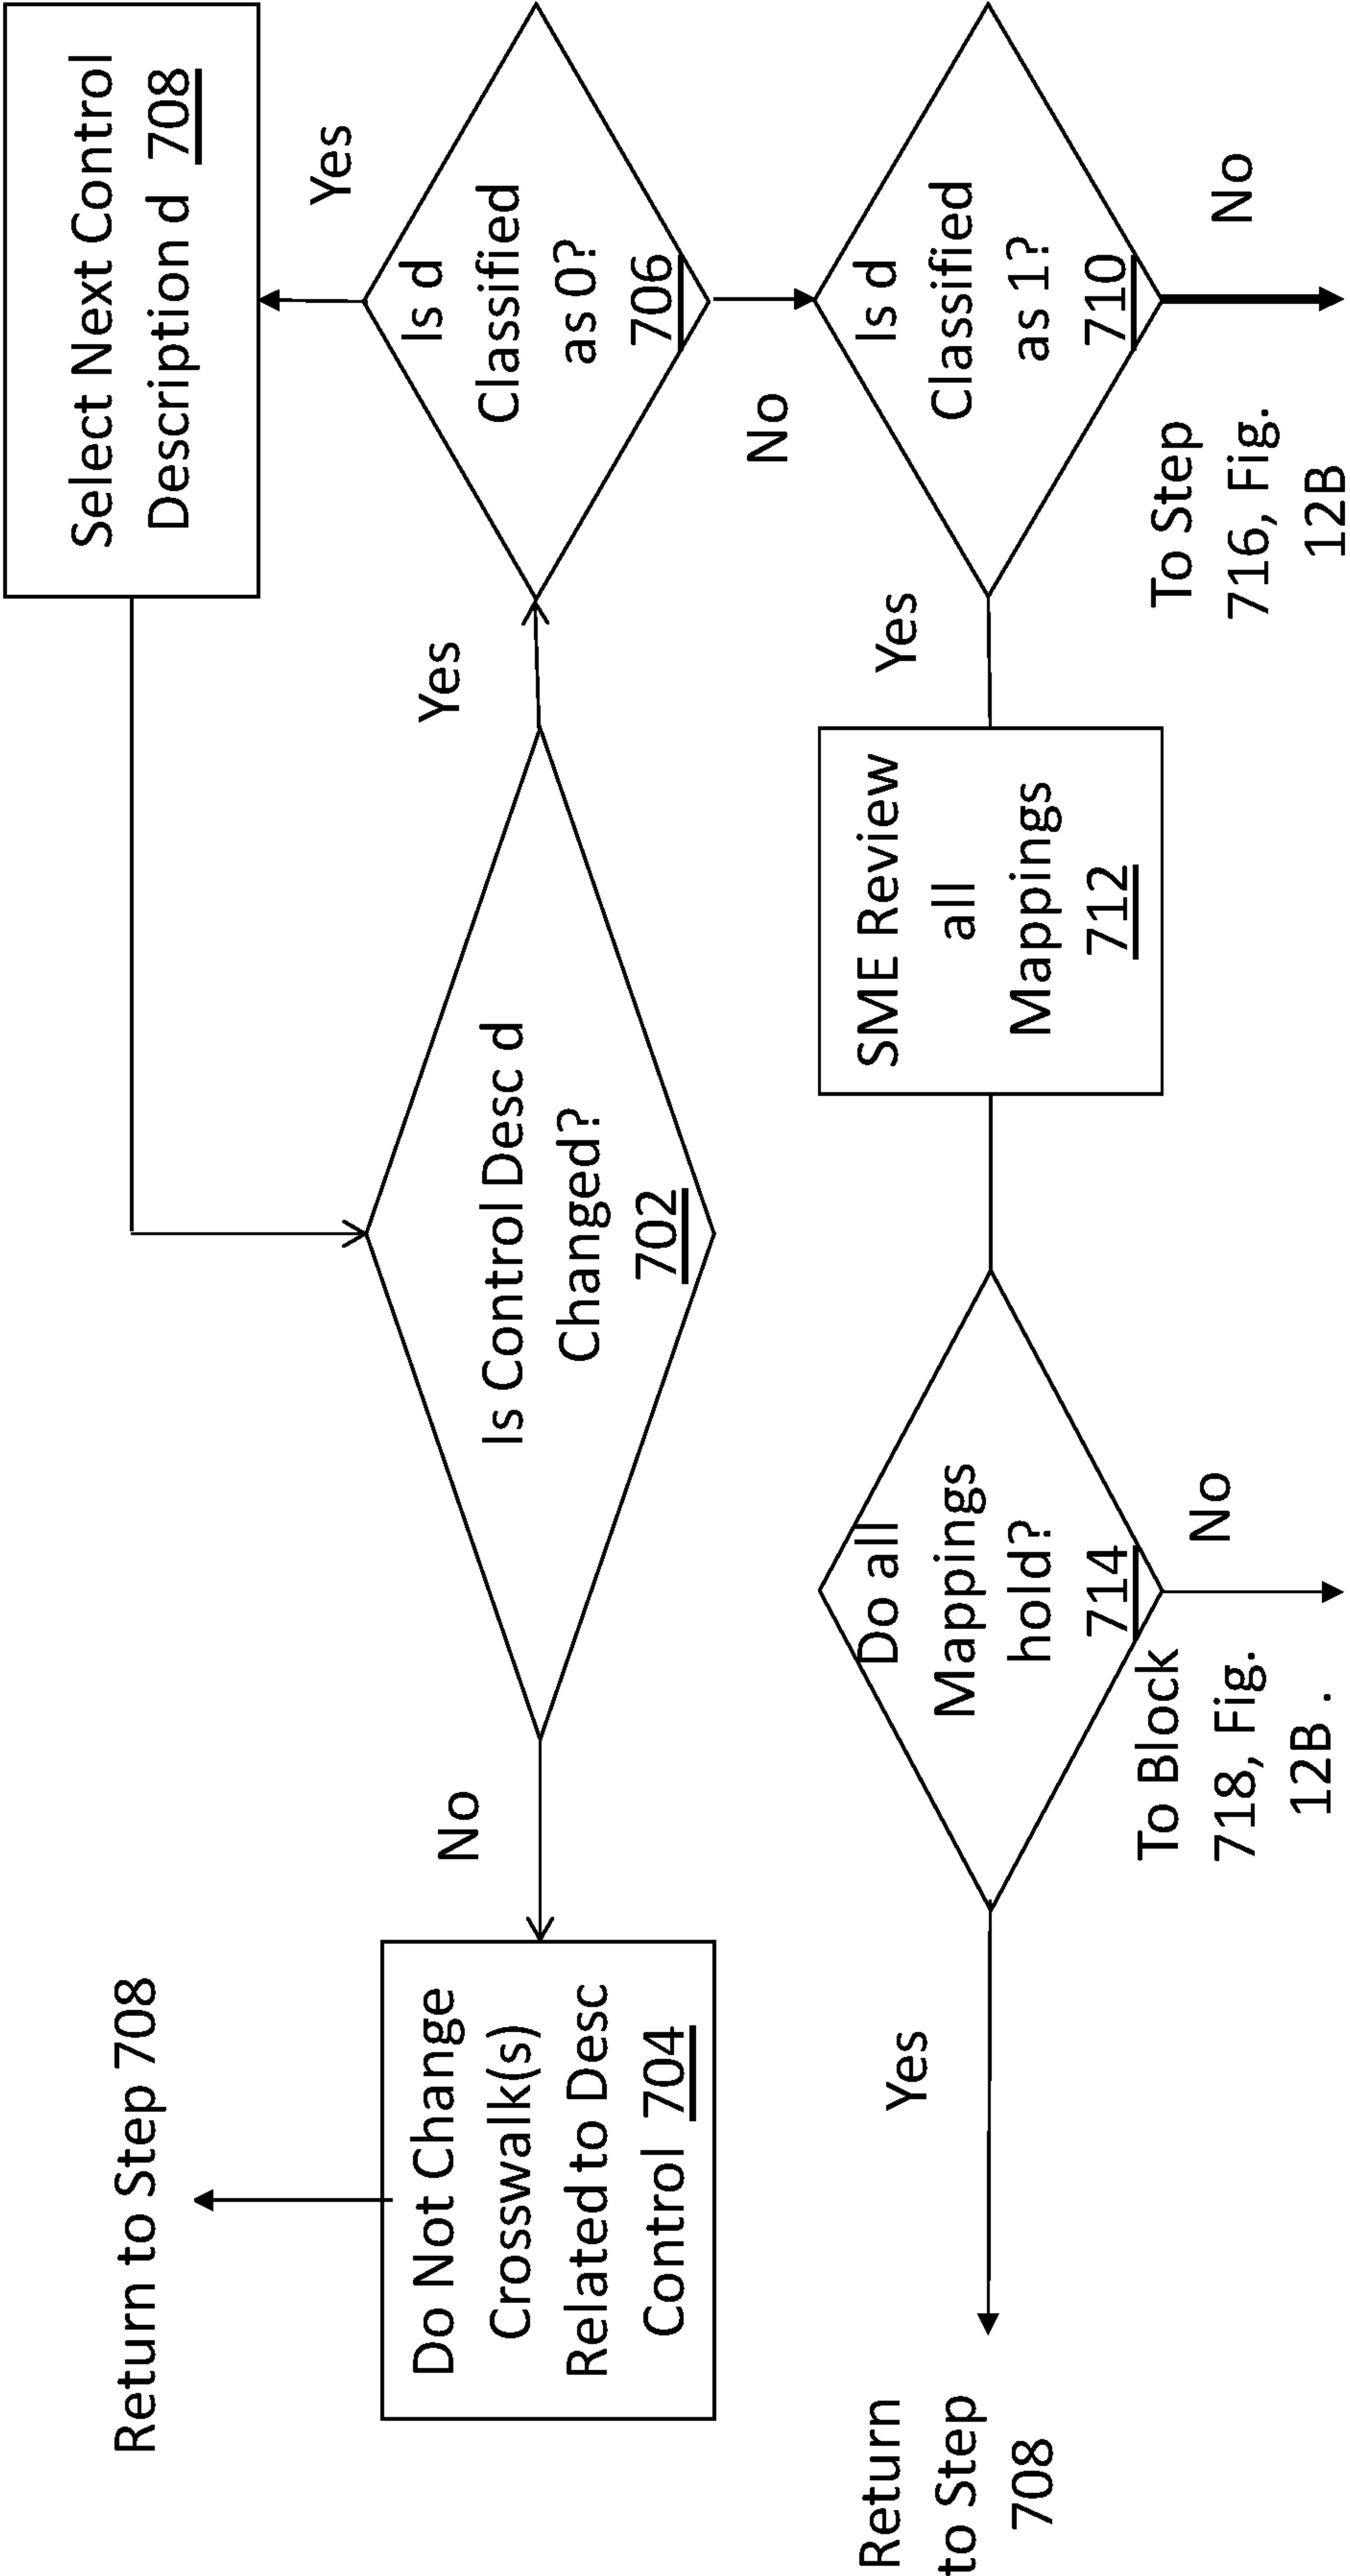 Return to Step 708
Select Next Control
Description d 708
Do Not Change
Crosswalk(s)
Related to Desc
Control 704
No
Is Control Desc d
Changed?
702
Yes
Is d
Classified
as 0?
706
Yes
No
Return
to Step
708
Yes
Do all
Mappings
hold?
714
No
To Block
718, Fig.
12B .
SME Review
all
Mappings
712
Yes
Is d
Classified
as 1?
710
No
To Step
716, Fig.
12B